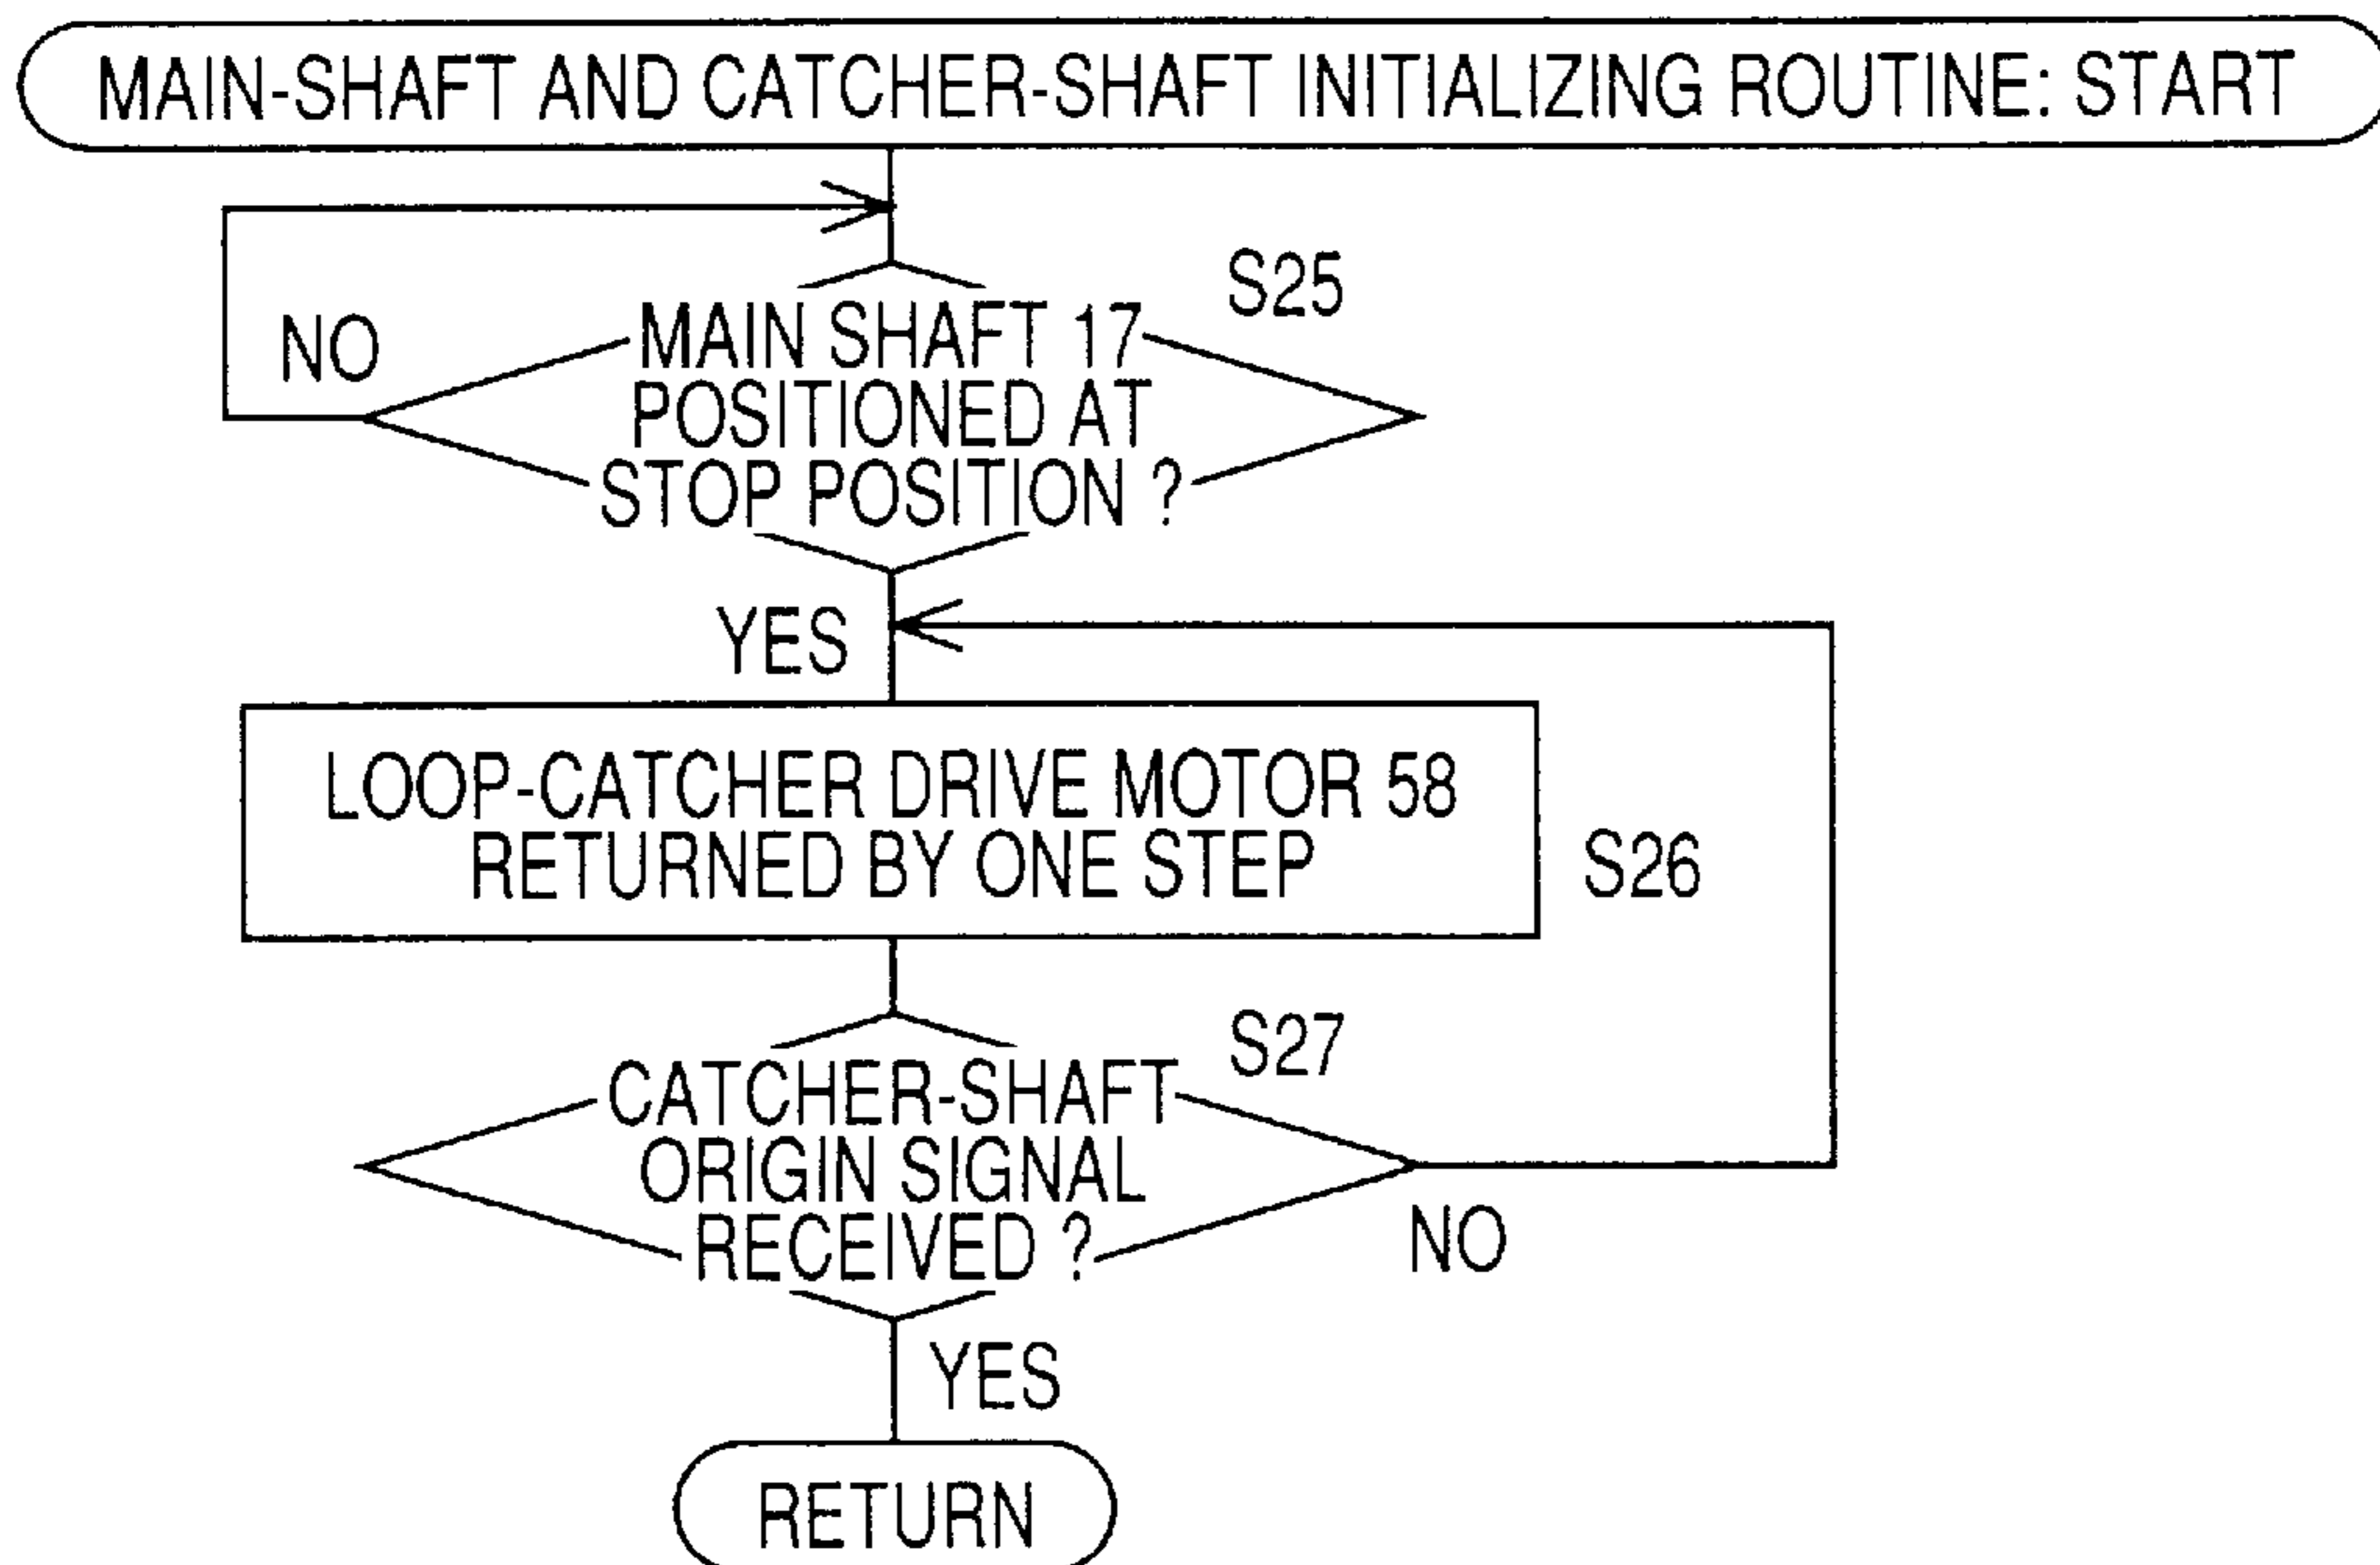 MAIN-SHAFT AND CATCHER-SHAFT INITIALIZING ROUTINE: START
S25
NO
MAIN SHAFT 17
POSITIONED AT
STOP POSITION ?
YES
LOOP-CATCHER DRIVE MOTOR 58
RETURNED BY ONE STEP
S26
S27
CATCHER-SHAFT
ORIGIN SIGNAL
RECEIVED ?
NO
YES
RETURN